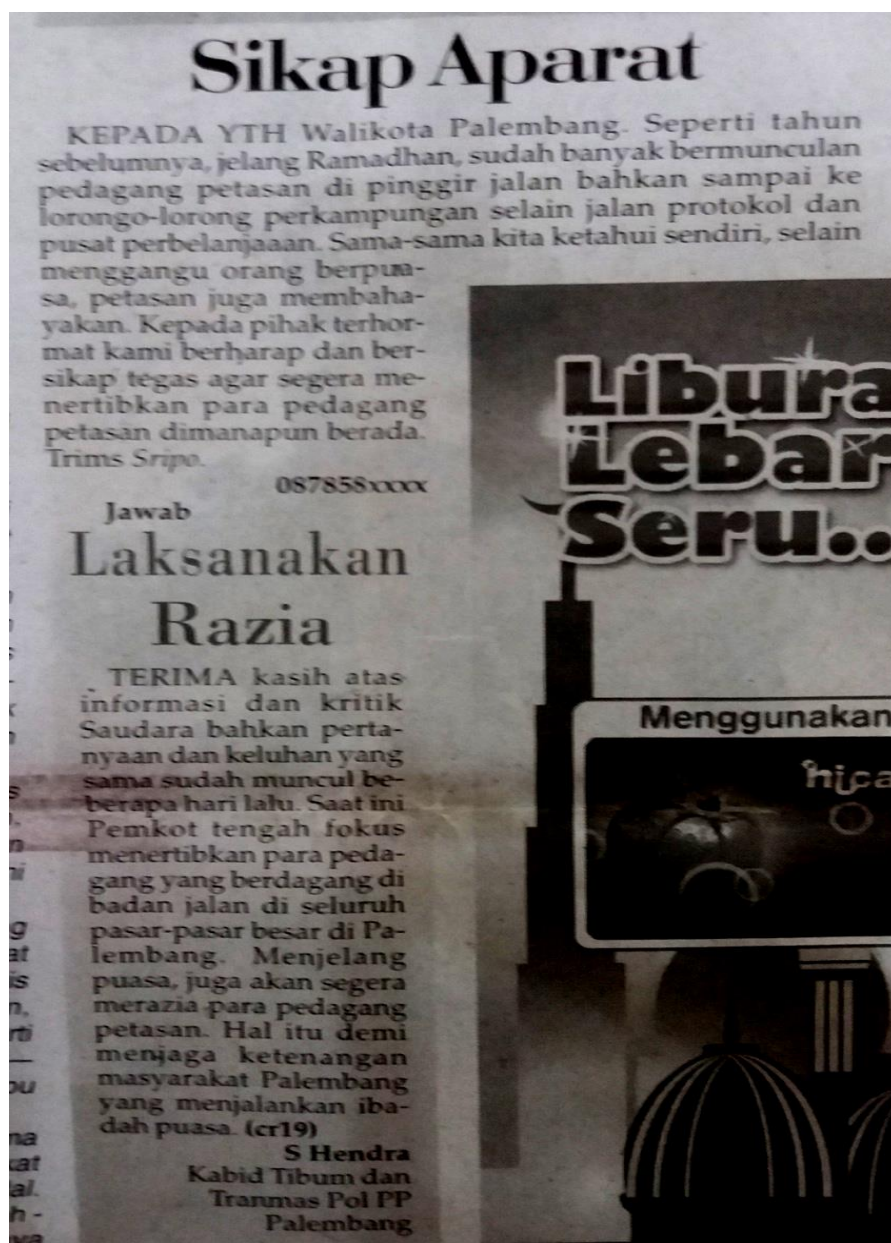 Sikap Aparat
KEPADA YTH Walikota Palembang. Seperti tahun
sebelumnya, jelang Ramadhan, sudah banyak bermunculan
pedagang petasan di pinggir jalan bahkan sampai ke
lorongo-lorong perkampungan selain jalan protokol dan
pusat perbelanjaaan. Sama-sama kita ketahui sendiri, selain
menggangu orang berpua-
sa, petasan juga membaha-
yakan. Kepada pihak terhor-
mat kami berharap dan ber-
sikap tegas agar segera me-
nertibkan para pedagang
petasan dimanapun berada.
Trims Sripo.
087858xxxx
Jawab
Laksanakan
Razia
TERIMA kasih atas
informasi dan kritik
Saudara bahkan perta-
nyaan dan keluhan yang
sama sudah muncul be-
berapa hari lalu. Saat ini
Pemkot tengah fokus
menertibkan para peda-
gang yang berdagang di
badan jalan di seluruh
pasar-pasar besar di Pa-
lembang. Menjelang
puasa, juga akan segera
merazia para pedagang
petasan. Hal itu demi
menjaga ketenangan
masyarakat Palembang
yang menjalankan iba-
dah puasa. (cr19)
S Hendra
Kabid Tibum dan
Tranmas Pol PP
Palembang
Libura
Lebar
Seru..
Menggunakan
hica